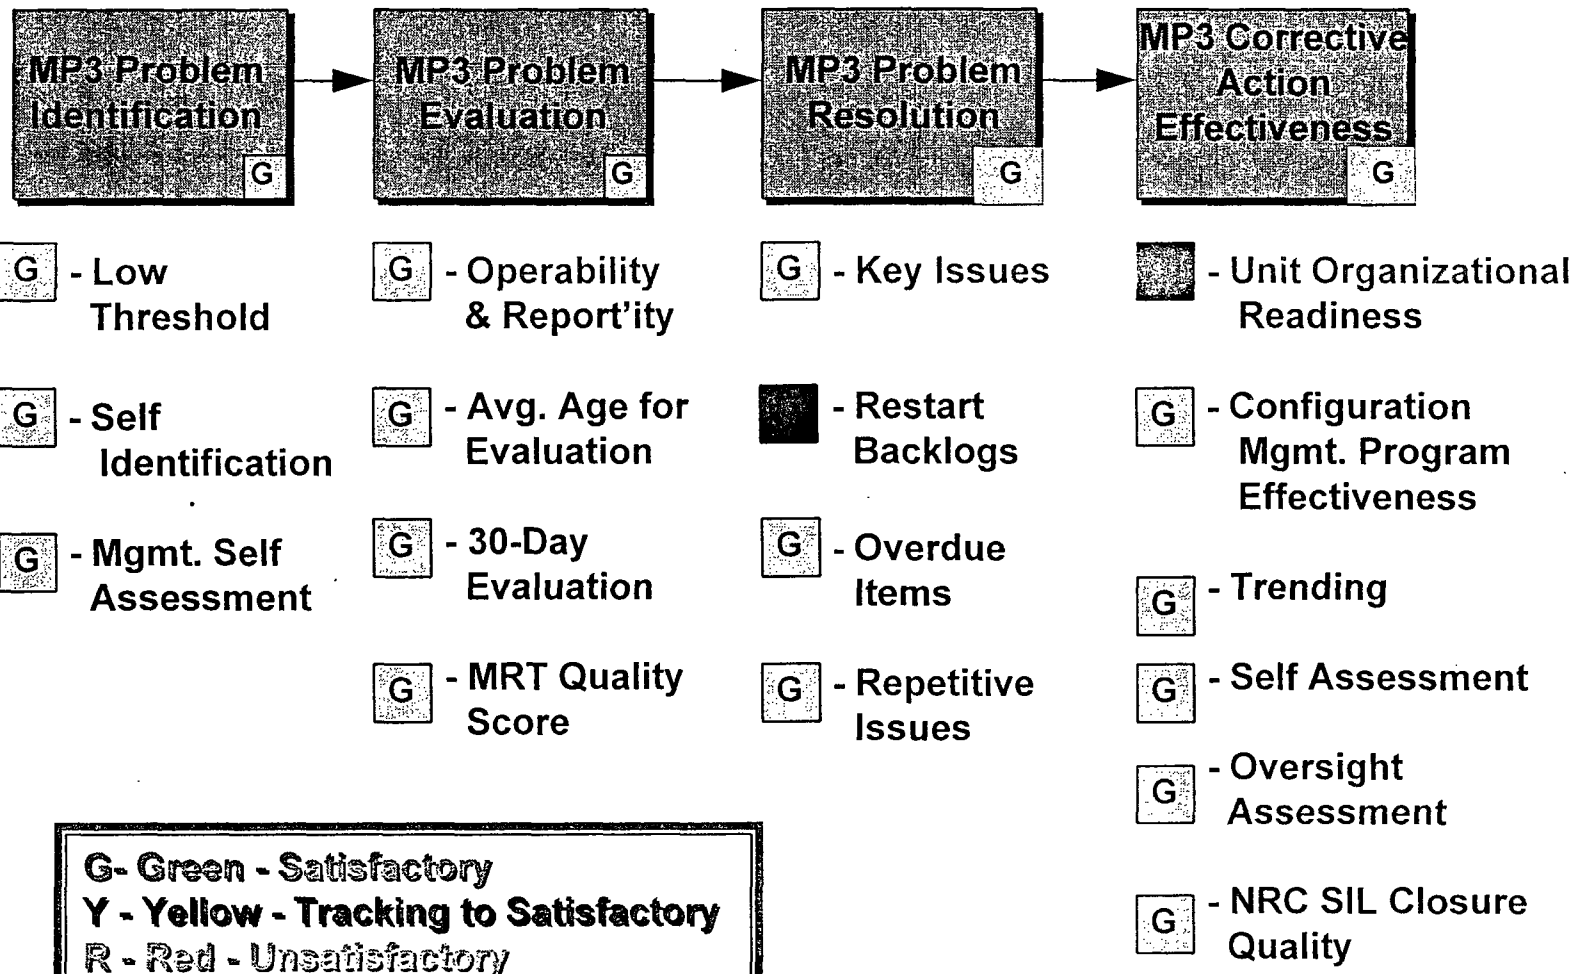 MP3 Problem
Identification
G
MP3 Problem
Evaluation
G
MP3 Problem
Resolution
G
MP3 Corrective
Action
Effectiveness
G
G - Low
Threshold
G - Self
Identification
G - Mgmt. Self
Assessment
G - Operability
& Report'ity
G - Avg. Age for
Evaluation
G - 30-Day
Evaluation
G - MRT Quality
Score
G - Key Issues
- Restart
Backlogs
G - Overdue
Items
G - Repetitive
Issues
- Unit Organizational
Readiness
G - Configuration
Mgmt. Program
Effectiveness
G - Trending
G - Self Assessment
G - Oversight
Assessment
G - NRC SIL Closure
Quality
G- Green - Satisfactory
Y - Yellow - Tracking to Satisfactory
R - Red - Unsatisfactory